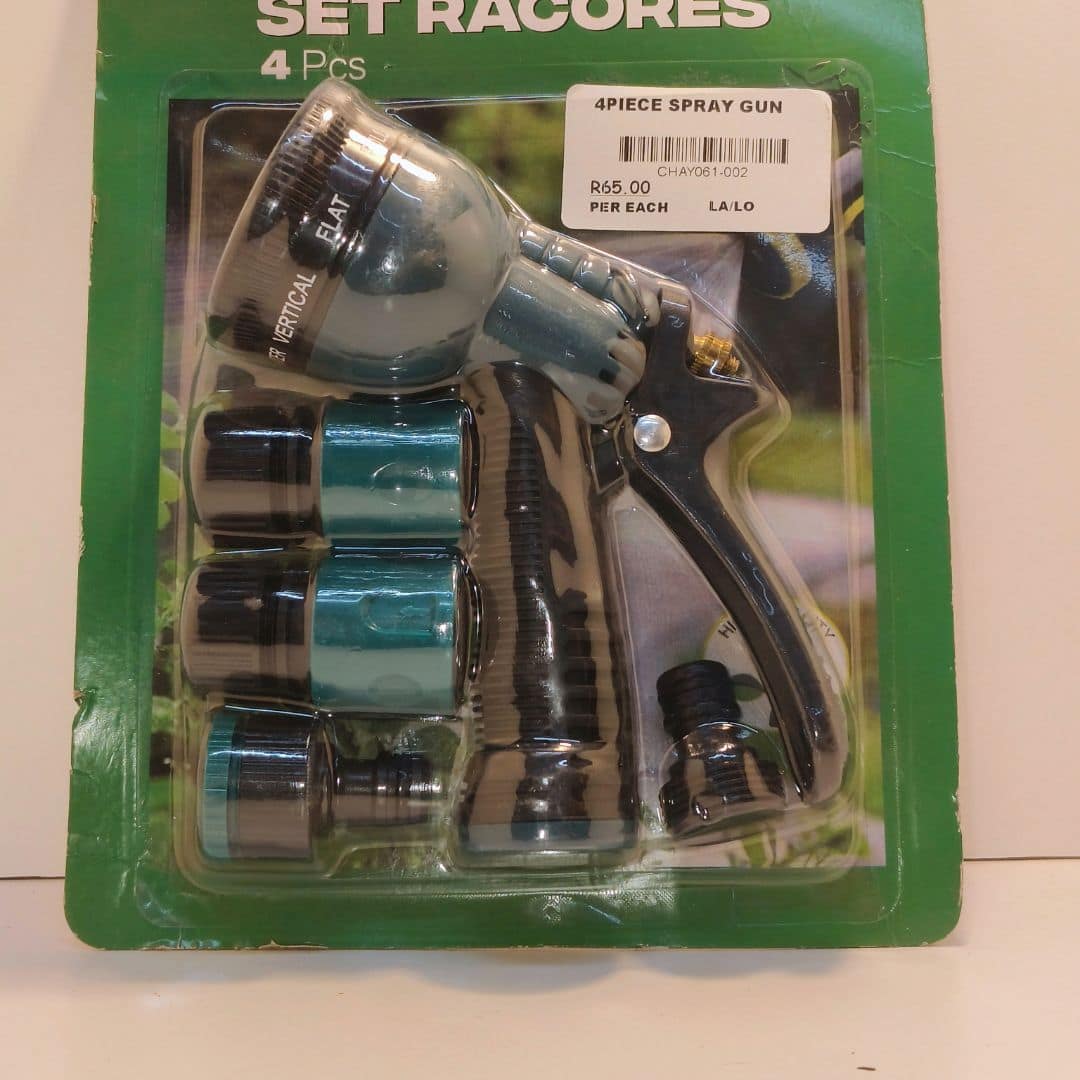 SET RACORES
4 Pcs
4PIECE SPRAY GUN
CHAY061-002
R65.00
PER EACH LA/LO
FLAT
VERTICAL